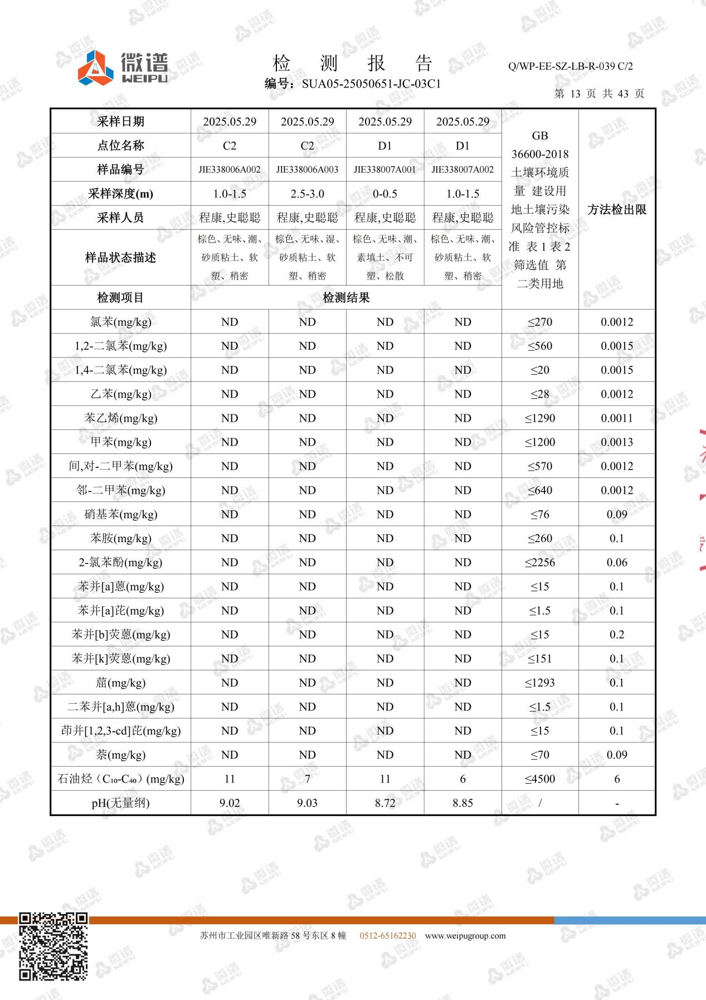 微谱
WEIPU
检 测 报 告
编号：SUA05-25050651-JC-03C1
Q/WP-EE-SZ-LB-R-039 C/2
第 13 页 共 43 页
采样日期 2025.05.29 2025.05.29 2025.05.29 2025.05.29
点位名称 C2 C2 D1 D1
样品编号 JIE338006A002 JIE338006A003 JIE338007A001 JIE338007A002
采样深度(m) 1.0-1.5 2.5-3.0 0-0.5 1.0-1.5
采样人员 程康,史聪聪 程康,史聪聪 程康,史聪聪 程康,史聪聪
样品状态描述
棕色、无味、潮、
砂质粘土、软
塑、稍密
棕色、无味、湿、
砂质粘土、软
塑、稍密
棕色、无味、潮、
素填土、不可
塑、松散
棕色、无味、潮、
砂质粘土、软
塑、稍密
GB
36600-2018
土壤环境质
量 建设用
地土壤污染
风险管控标
准 表 1 表 2
筛选值 第
二类用地
方法检出限
检测项目 检测结果
氯苯(mg/kg) ND ND ND ND ≤270 0.0012
1,2-二氯苯(mg/kg) ND ND ND ND ≤560 0.0015
1,4-二氯苯(mg/kg) ND ND ND ND ≤20 0.0015
乙苯(mg/kg) ND ND ND ND ≤28 0.0012
苯乙烯(mg/kg) ND ND ND ND ≤1290 0.0011
甲苯(mg/kg) ND ND ND ND ≤1200 0.0013
间,对-二甲苯(mg/kg) ND ND ND ND ≤570 0.0012
邻-二甲苯(mg/kg) ND ND ND ND ≤640 0.0012
硝基苯(mg/kg) ND ND ND ND ≤76 0.09
苯胺(mg/kg) ND ND ND ND ≤260 0.1
2-氯苯酚(mg/kg) ND ND ND ND ≤2256 0.06
苯并[a]蒽(mg/kg) ND ND ND ND ≤15 0.1
苯并[a]芘(mg/kg) ND ND ND ND ≤1.5 0.1
苯并[b]荧蒽(mg/kg) ND ND ND ND ≤15 0.2
苯并[k]荧蒽(mg/kg) ND ND ND ND ≤151 0.1
䓛(mg/kg) ND ND ND ND ≤1293 0.1
二苯并[a,h]蒽(mg/kg) ND ND ND ND ≤1.5 0.1
茚并[1,2,3-cd]芘(mg/kg) ND ND ND ND ≤15 0.1
萘(mg/kg) ND ND ND ND ≤70 0.09
石油烃（C₁₀-C₄₀）(mg/kg) 11 7 11 6 ≤4500 6
pH(无量纲) 9.02 9.03 8.72 8.85 / -
苏州市工业园区唯新路 58 号东区 8 幢 0512-65162230 www.weipugroup.com